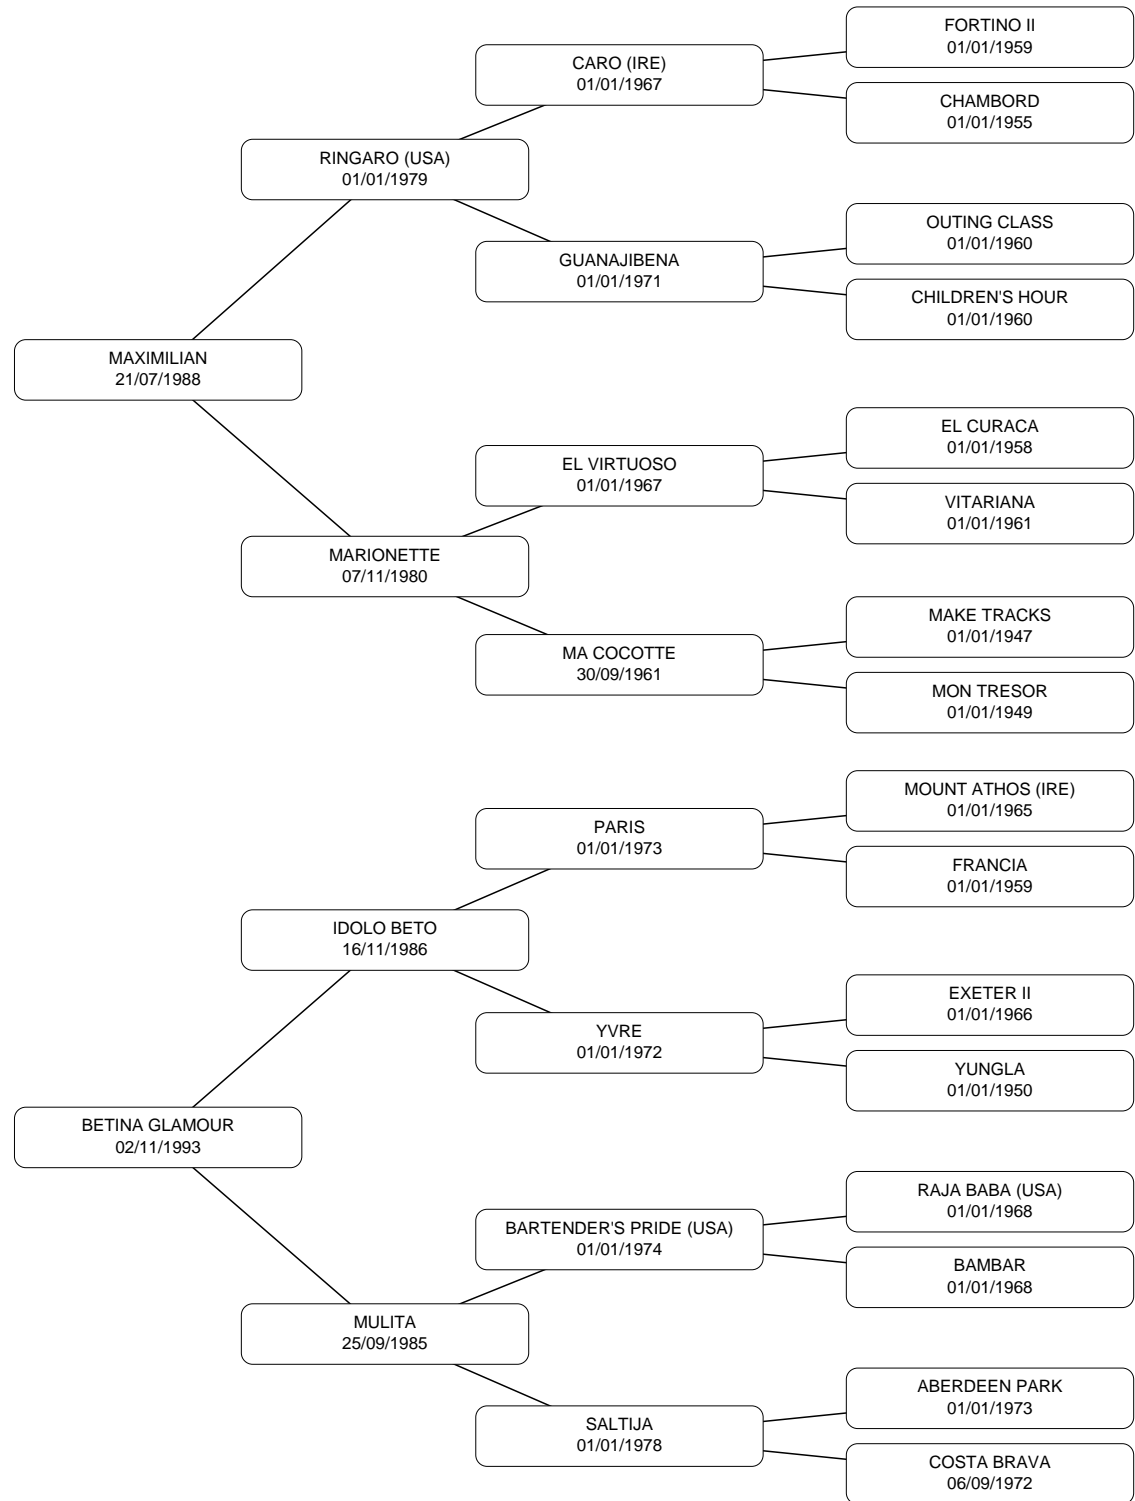 FORTINO II
01/01/1959
CARO (IRE)
01/01/1967
CHAMBORD
01/01/1955
RINGARO (USA)
01/01/1979
OUTING CLASS
01/01/1960
GUANAJIBENA
01/01/1971
CHILDREN'S HOUR
01/01/1960
MAXIMILIAN
21/07/1988
EL CURACA
01/01/1958
EL VIRTUOSO
01/01/1967
VITARIANA
01/01/1961
MARIONETTE
07/11/1980
MAKE TRACKS
01/01/1947
MA COCOTTE
30/09/1961
MON TRESOR
01/01/1949
MOUNT ATHOS (IRE)
01/01/1965
PARIS
01/01/1973
FRANCIA
01/01/1959
IDOLO BETO
16/11/1986
EXETER II
01/01/1966
YVRE
01/01/1972
YUNGLA
01/01/1950
BETINA GLAMOUR
02/11/1993
RAJA BABA (USA)
01/01/1968
BARTENDER'S PRIDE (USA)
01/01/1974
BAMBAR
01/01/1968
MULITA
25/09/1985
ABERDEEN PARK
01/01/1973
SALTIJA
01/01/1978
COSTA BRAVA
06/09/1972